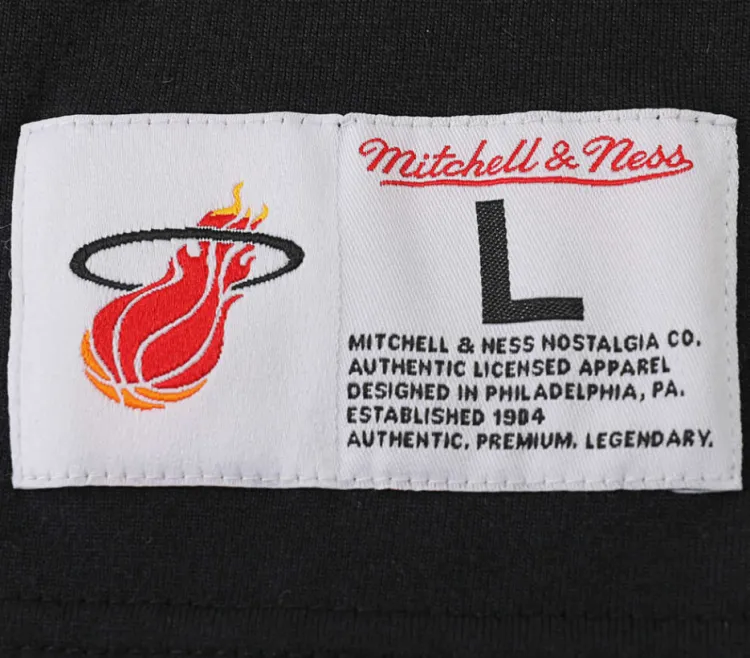 Mitchell & Ness
L
MITCHELL & NESS NOSTALGIA CO.
AUTHENTIC LICENSED APPAREL
DESIGNED IN PHILADELPHIA, PA.
ESTABLISHED 1904
AUTHENTIC. PREMIUM. LEGENDARY.